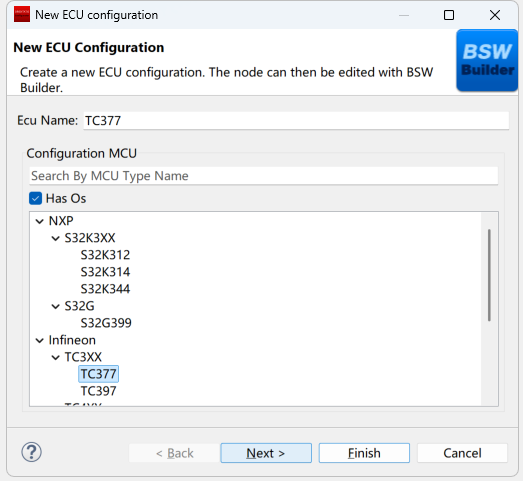 New ECU configuration
New ECU Configuration
Create a new ECU configuration. The node can then be edited with BSW
Builder.
BSW
Builder
Ecu Name: TC377
Configuration MCU
Search By MCU Type Name
Has Os
NXP
S32K3XX
S32K312
S32K314
S32K344
S32G
S32G399
Infineon
TC3XX
TC377
TC397
< Back
Next >
Finish
Cancel